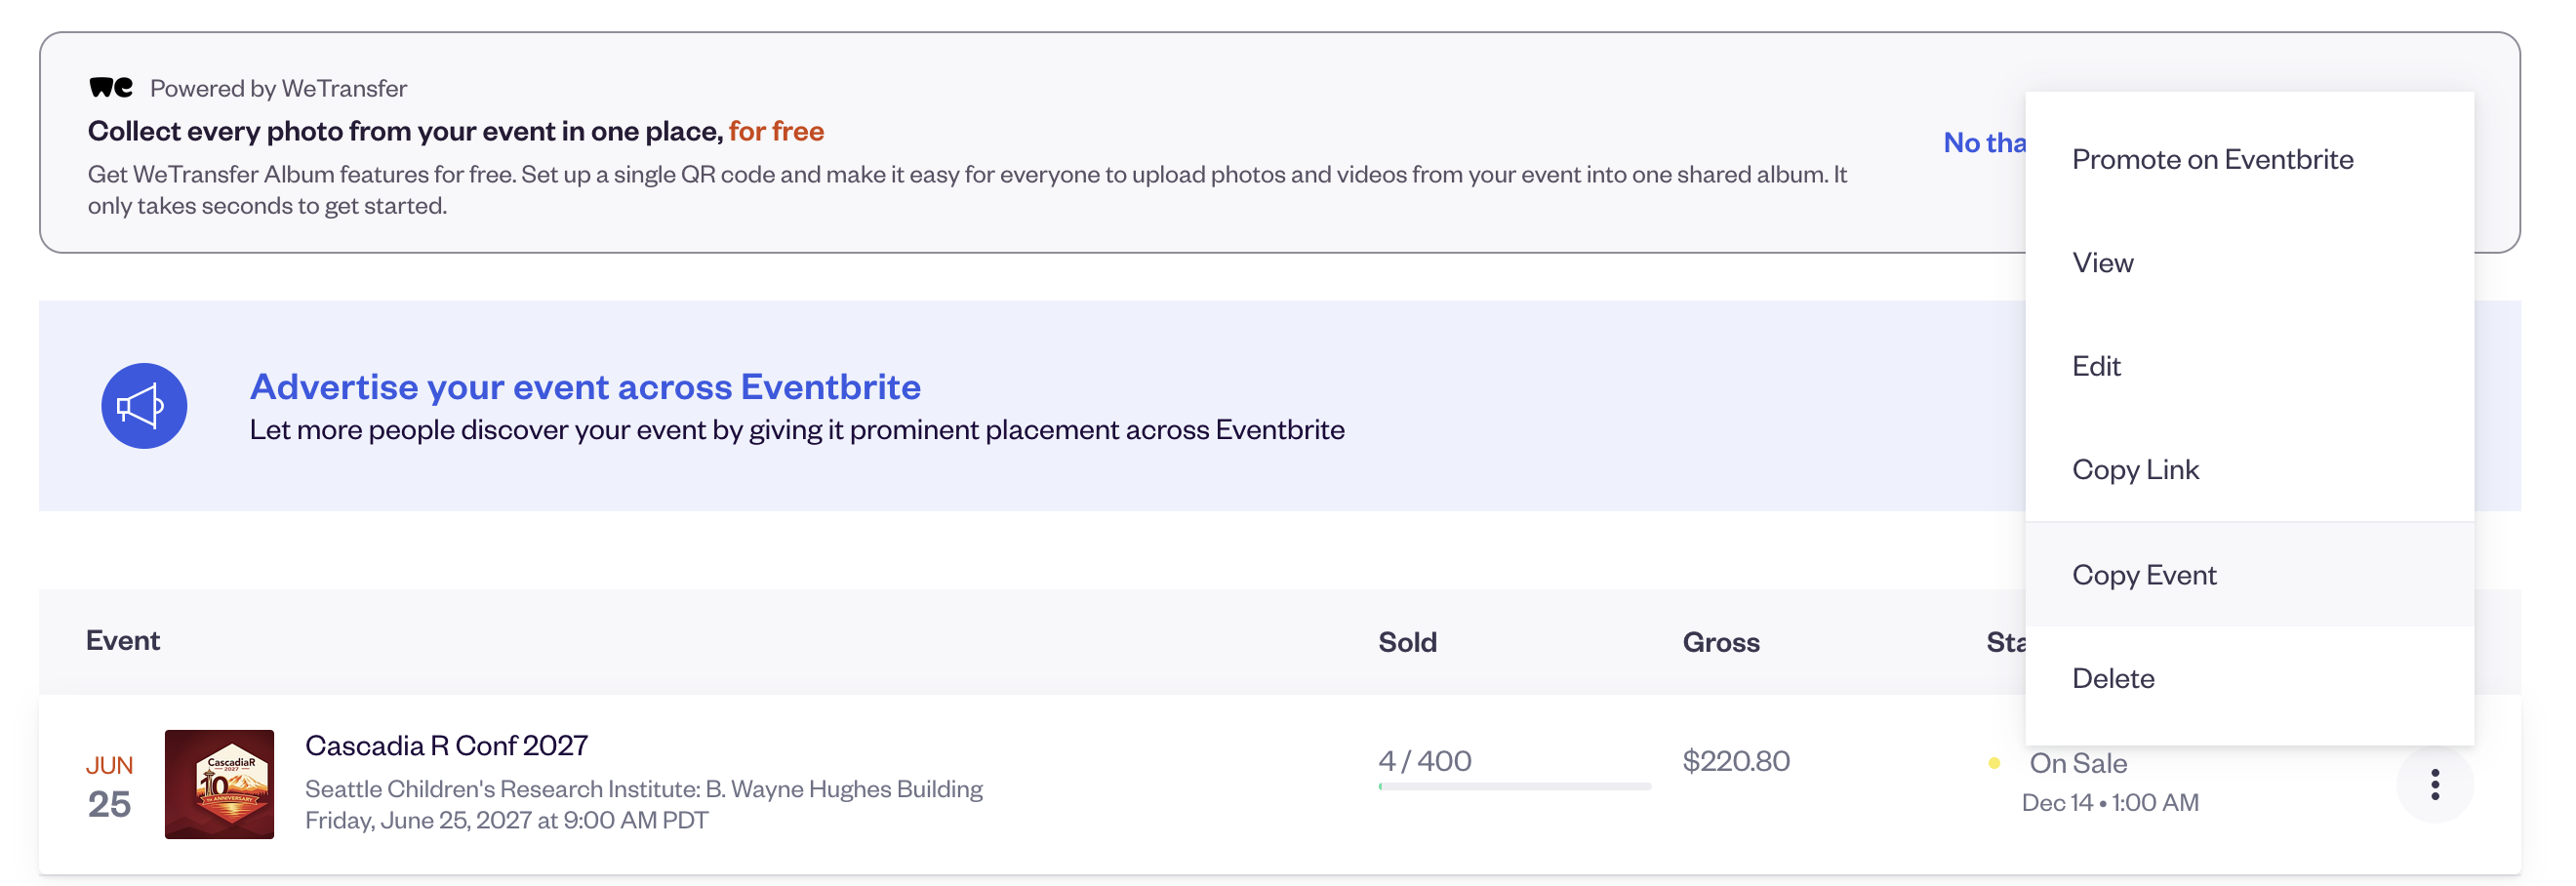 we Powered by WeTransfer
Collect every photo from your event in one place, for free
Get WeTransfer Album features for free. Set up a single QR code and make it easy for everyone to upload photos and videos from your event into one shared album. It
only takes seconds to get started.
No tha
Promote on Eventbrite
View
Edit
Copy Link
Copy Event
Delete
Advertise your event across Eventbrite
Let more people discover your event by giving it prominent placement across Eventbrite
Event Sold Gross Sta
JUN
25
CascadiaR
2027
10
ANNIVERSARY
Cascadia R Conf 2027
Seattle Children's Research Institute: B. Wayne Hughes Building
Friday, June 25, 2027 at 9:00 AM PDT
4 / 400
$220.80
On Sale
Dec 14 • 1:00 AM